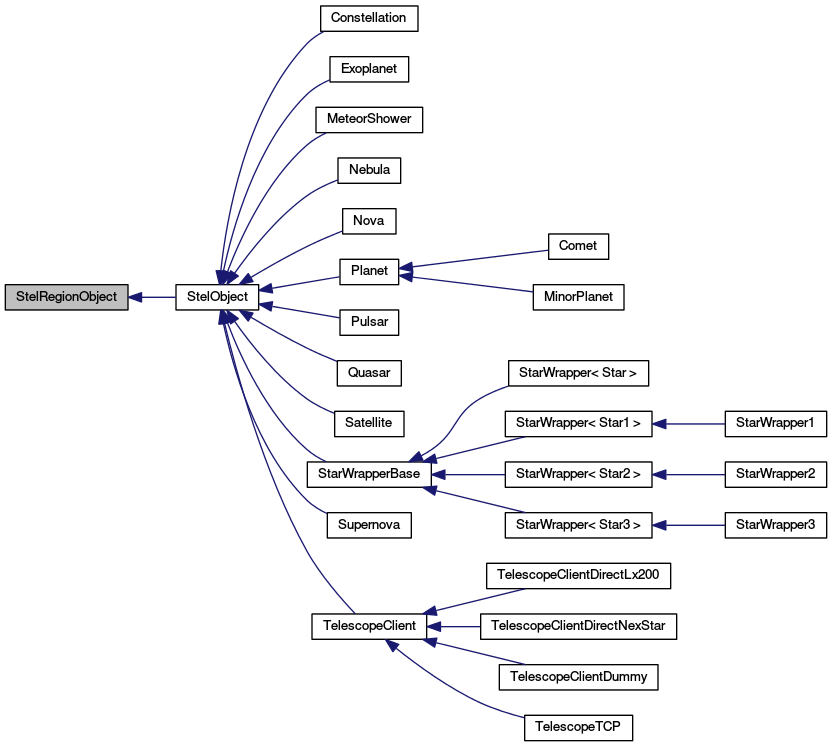 Constellation
Exoplanet
MeteorShower
Nebula
Nova
Comet
Planet
StelRegionObject
StelObject
MinorPlanet
Pulsar
Quasar
StarWrapper< Star >
Satellite
StarWrapper< Star1 >
StarWrapper1
StarWrapperBase
StarWrapper< Star2 >
StarWrapper2
Supernova
StarWrapper< Star3 >
StarWrapper3
TelescopeClientDirectLx200
TelescopeClient
TelescopeClientDirectNexStar
TelescopeClientDummy
TelescopeTCP